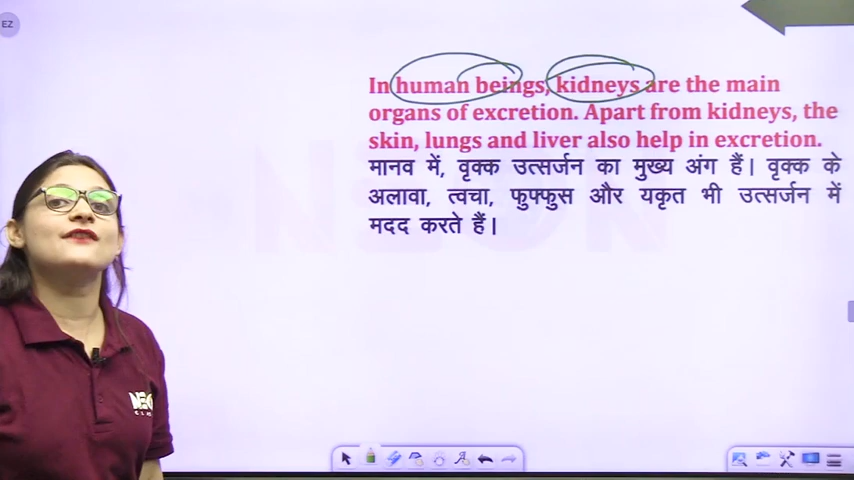 EZ
In human beings, kidneys are the main
organs of excretion. Apart from kidneys, the
skin, lungs and liver also help in excretion.
मानव में, वृक्क उत्सर्जन का मुख्य अंग हैं। वृक्क के
अलावा, त्वचा, फुफ्फुस और यकृत भी उत्सर्जन में
मदद करते हैं।